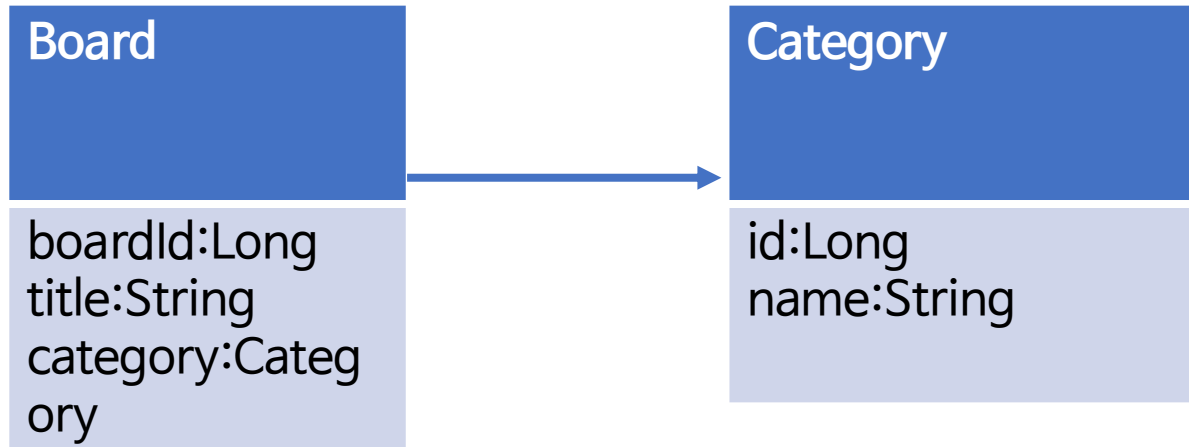 Board
boardId:Long
title:String
category:Categ
ory
Category
id:Long
name:String